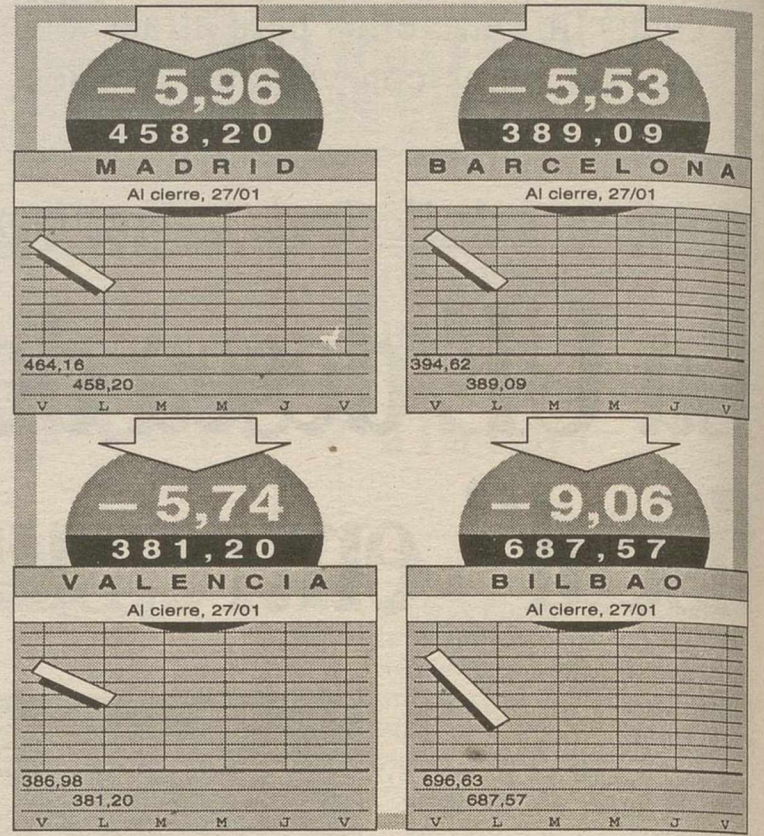 – 5,96
458,20
MADRID
Al cierre, 27/01
464,16
458,20
V L M M J V
– 5,53
389,09
BARCELONA
Al cierre, 27/01
394,62
389,09
V L M M J V
– 5,74
381,20
VALENCIA
Al cierre, 27/01
386,98
381,20
V L M M J V
– 9,06
687,57
BILBAO
Al cierre, 27/01
696,63
687,57
V L M M J V